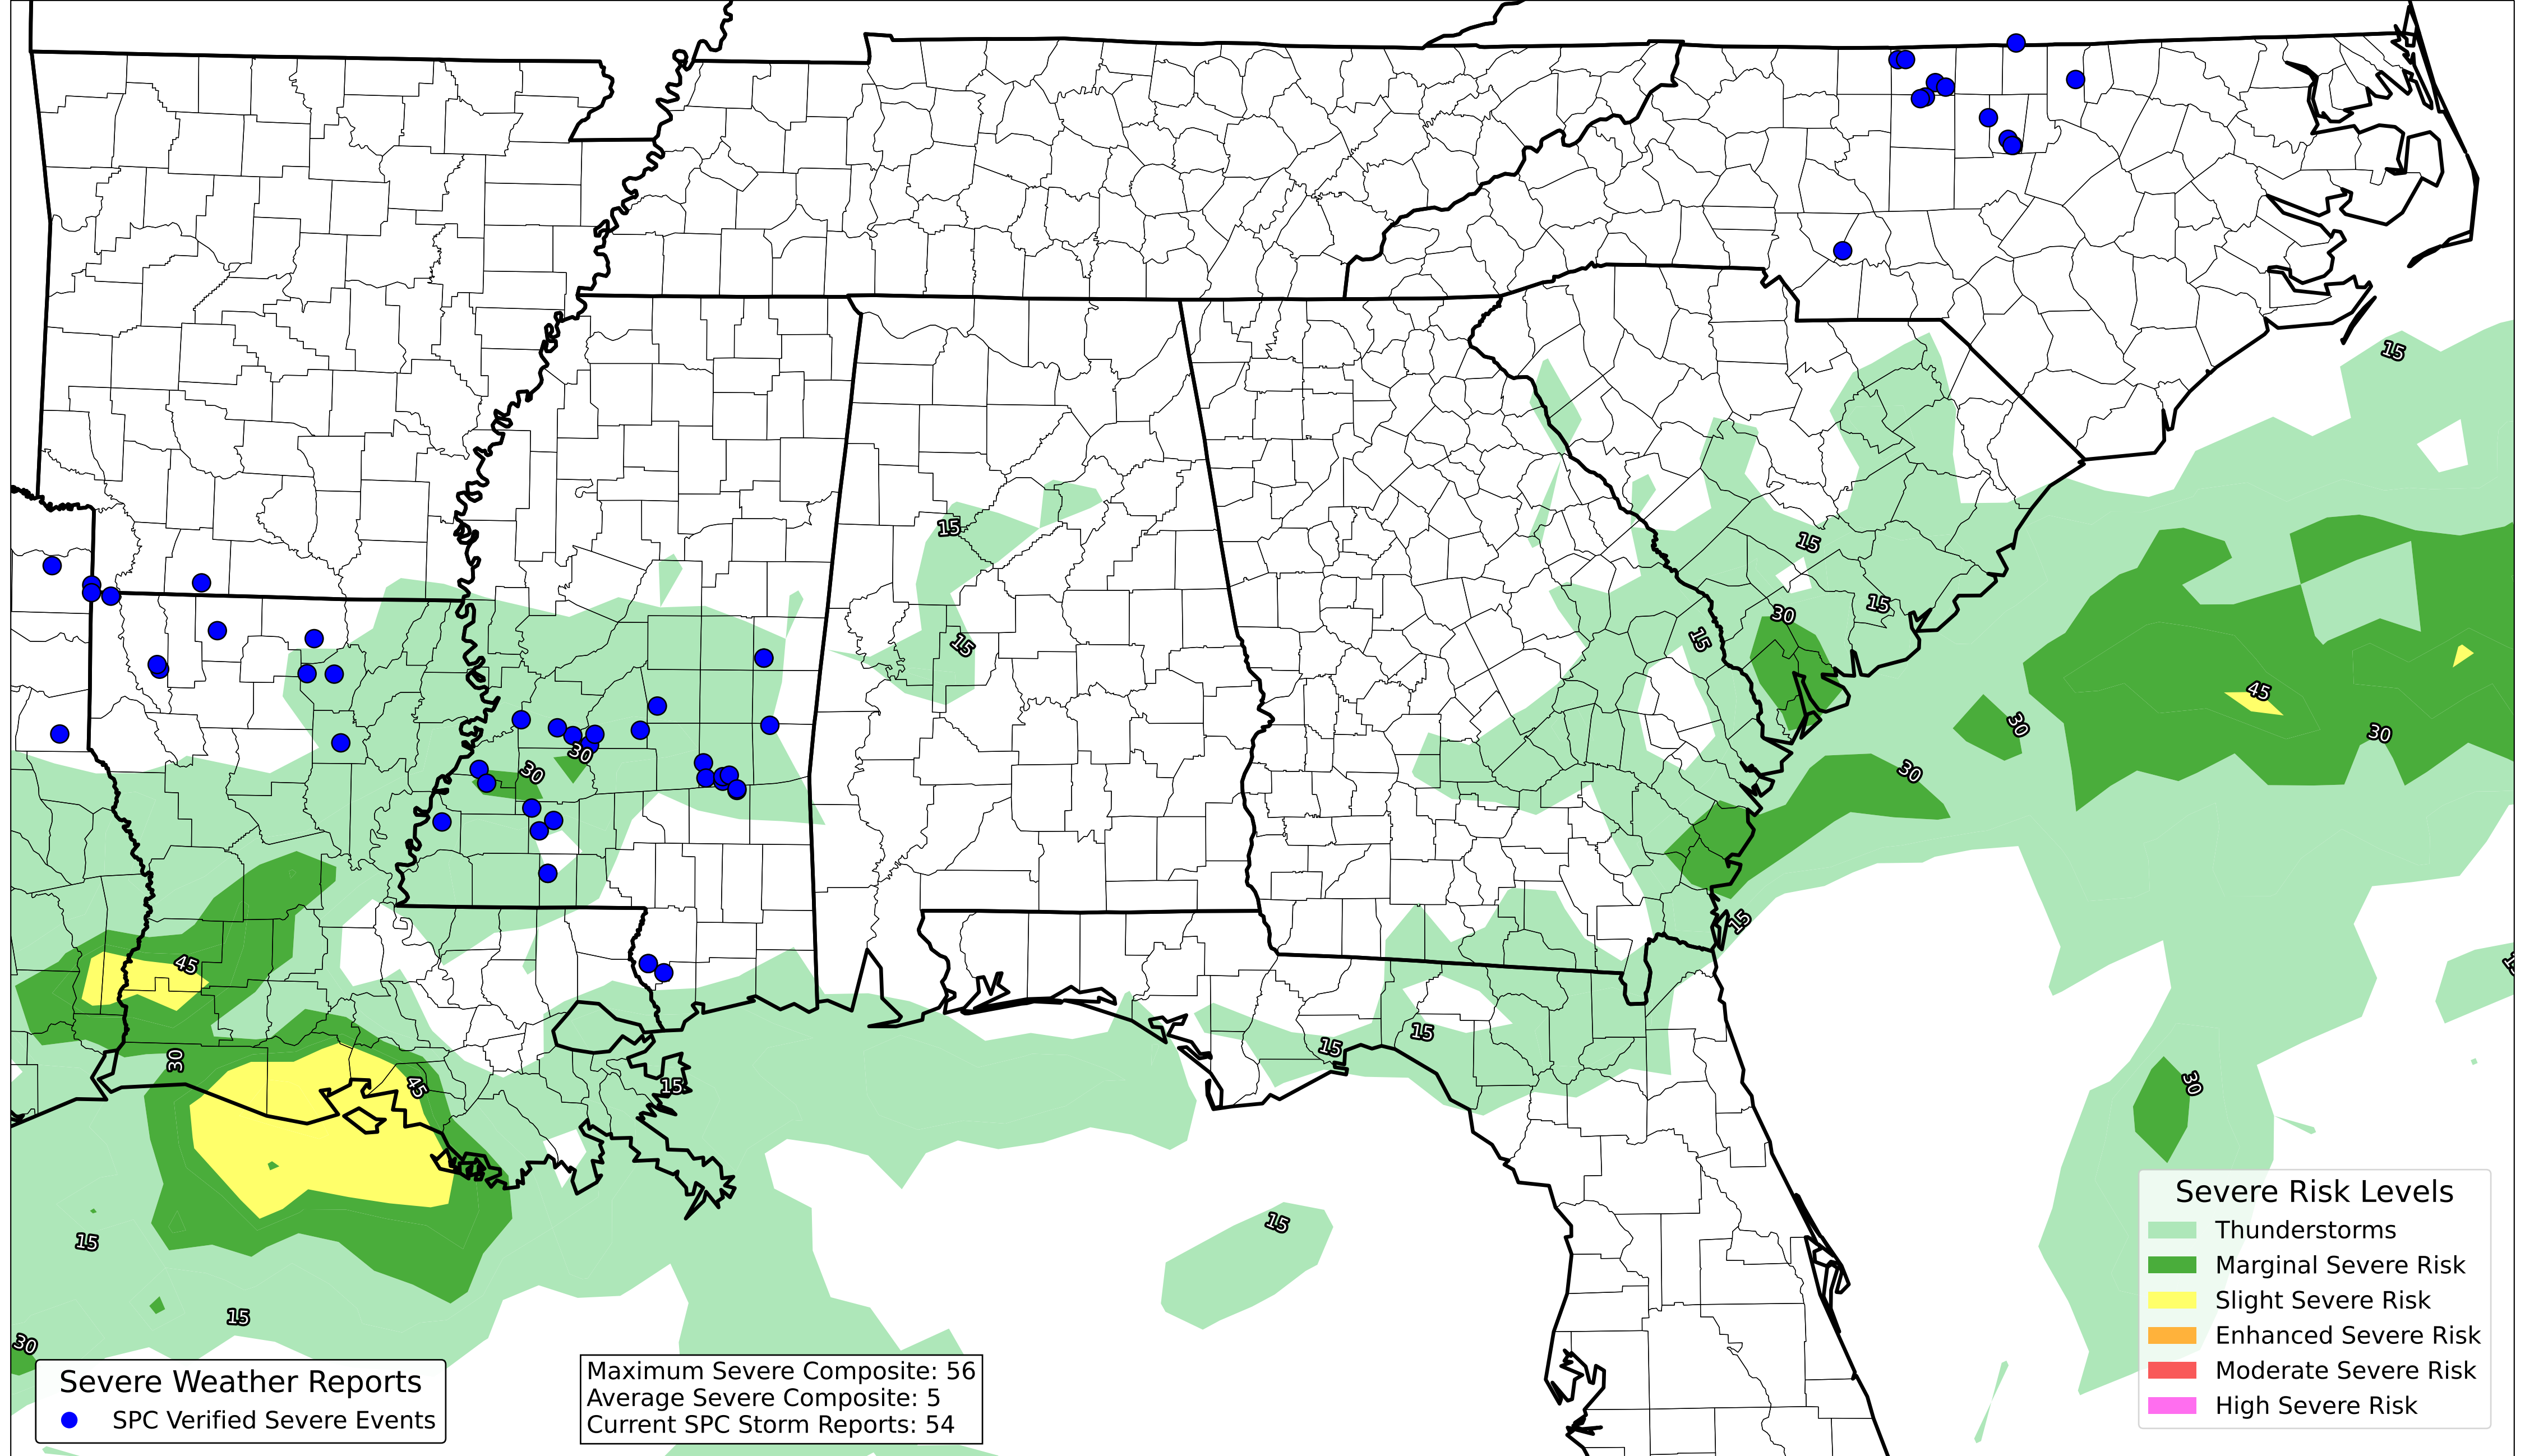 15
15
15
15
30
15
15
45
30
30
30
30
30
45
15
15
30
45
15
15
15
30
15
15
15
30
Severe Risk Levels
Thunderstorms
Marginal Severe Risk
Slight Severe Risk
Enhanced Severe Risk
Moderate Severe Risk
High Severe Risk
Severe Weather Reports
SPC Verified Severe Events
Maximum Severe Composite: 56
Average Severe Composite: 5
Current SPC Storm Reports: 54